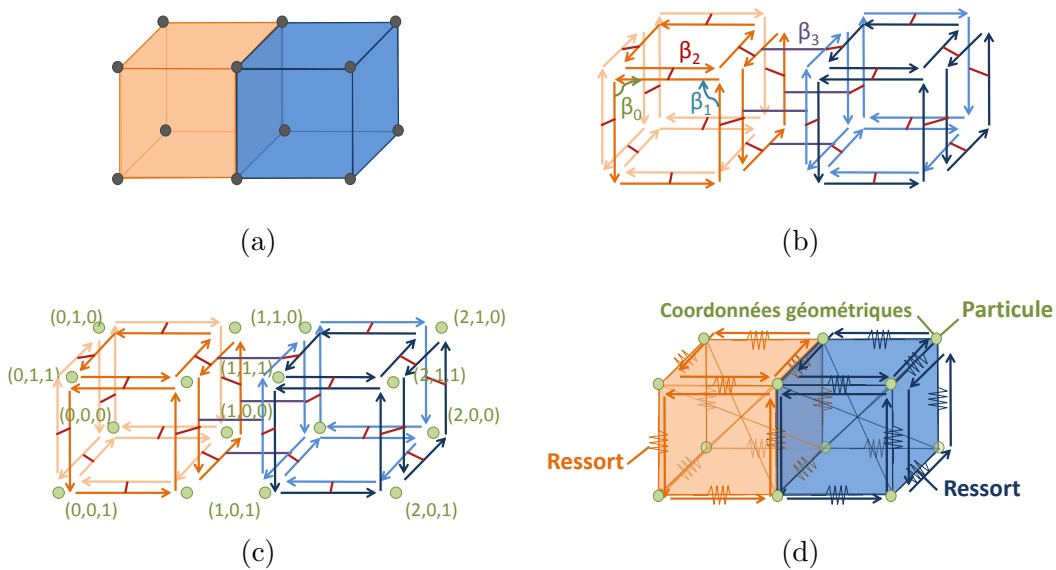 β₃
β₂
β₀
β₁
(a)
(b)
(0,1,0)
(1,1,0)
(2,1,0)
(0,1,1)
(1,1,1)
(2,1,1)
(0,0,0)
(1,0,0)
(2,0,0)
(0,0,1)
(1,0,1)
(2,0,1)
Coordonnées géométriques
Particule
Ressort
Ressort
(c)
(d)